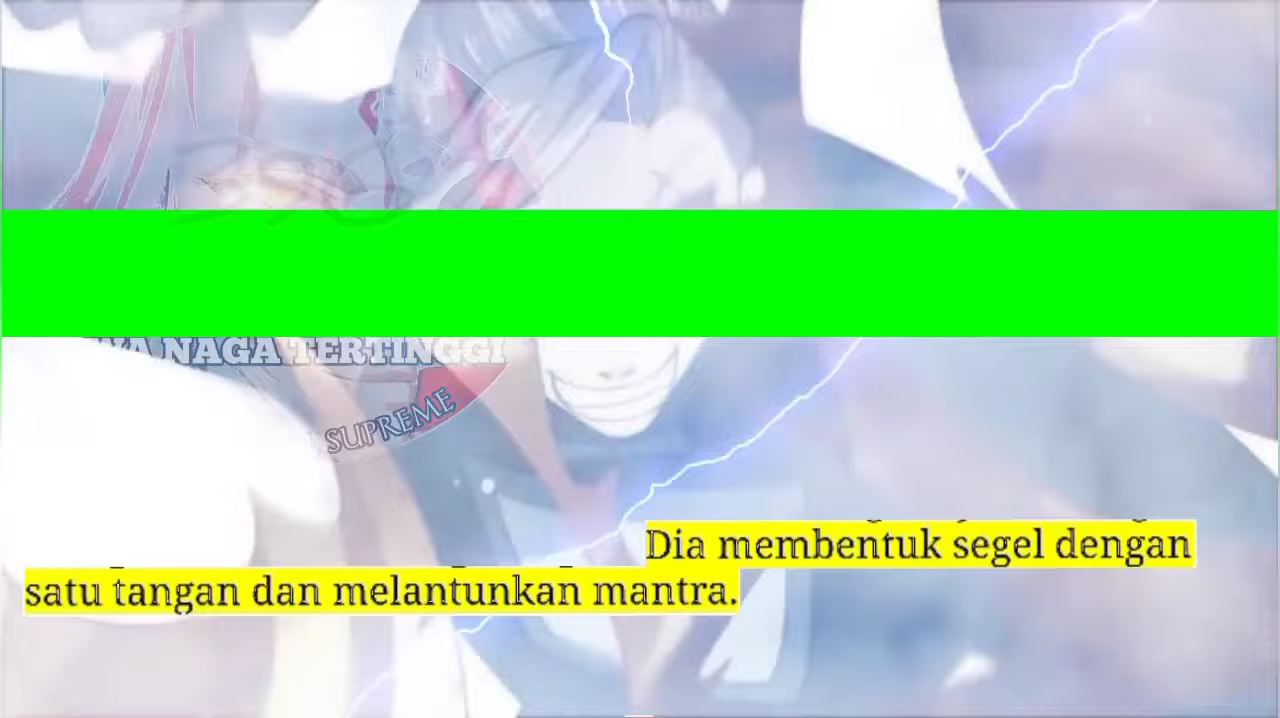 NAGA TERTINGGI
SUPREME
Dia membentuk segel dengan
satu tangan dan melantunkan mantra.